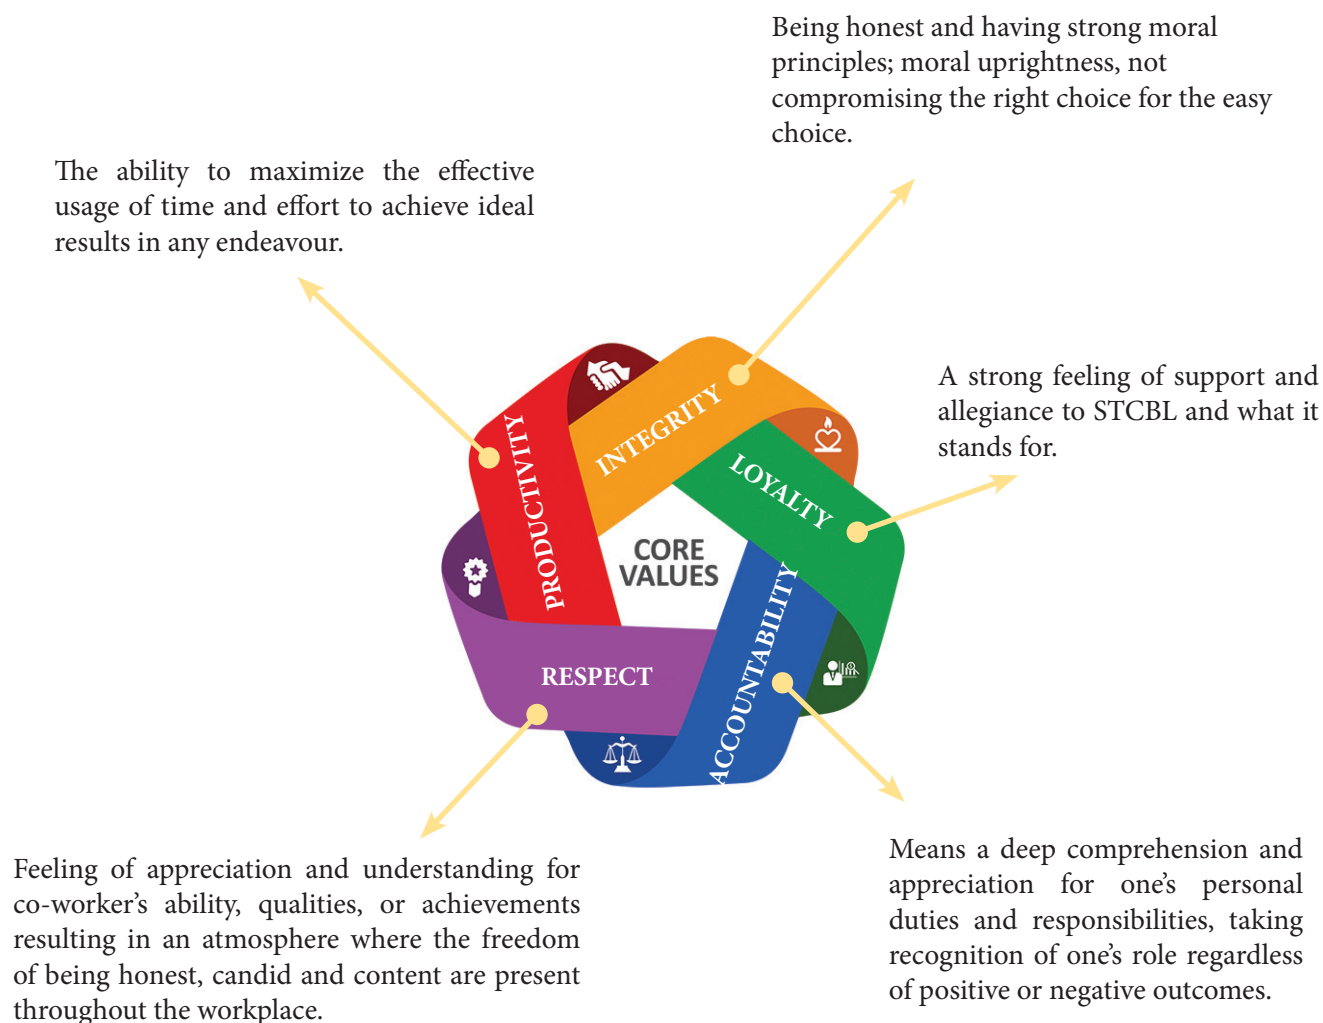 Being honest and having strong moral
principles; moral uprightness, not
compromising the right choice for the easy
choice.
The ability to maximize the effective
usage of time and effort to achieve ideal
results in any endeavour.
A strong feeling of support and
allegiance to STCBL and what it
stands for.
INTEGRITY
PRODUCTIVITY
LOYALTY
CORE
VALUES
ACCOUNTABILITY
RESPECT
Feeling of appreciation and understanding for
co-worker’s ability, qualities, or achievements
resulting in an atmosphere where the freedom
of being honest, candid and content are present
throughout the workplace.
Means a deep comprehension and
appreciation for one’s personal
duties and responsibilities, taking
recognition of one’s role regardless
of positive or negative outcomes.